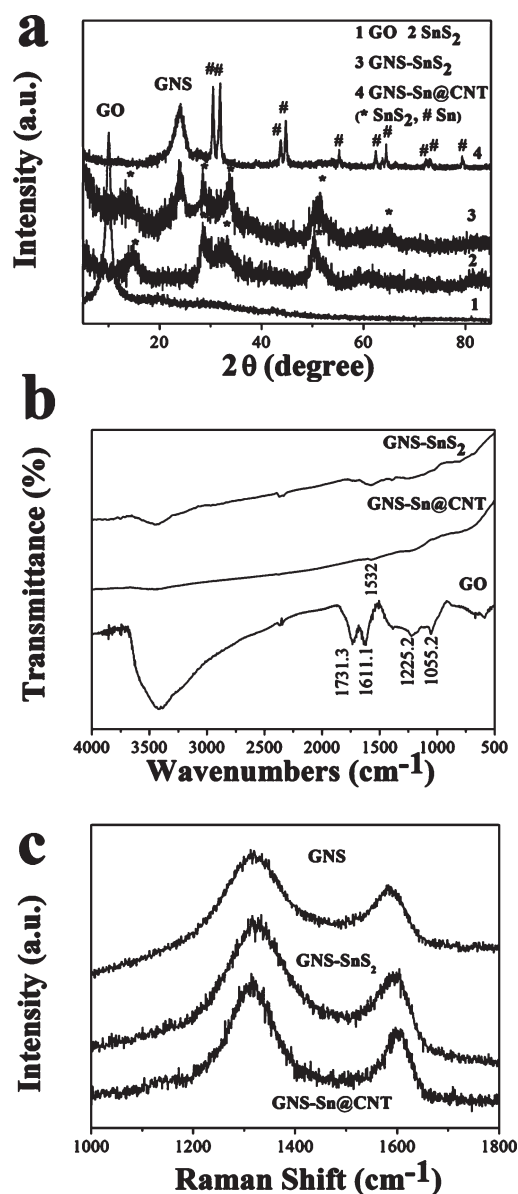 a
1 GO 2 SnS2
3 GNS-SnS2
4 GNS-Sn@CNT
(* SnS2, # Sn)
GO
GNS
##
#
#
#
#
#
#
4
*
*
*
*
3
*
*
*
2
1
Intensity (a.u.)
20 40 60 80
2θ (degree)
b
GNS-SnS2
GNS-Sn@CNT
1532
GO
1731.3
1611.1
1225.2
1055.2
Transmittance (%)
4000 3500 3000 2500 2000 1500 1000 500
Wavenumbers (cm-1)
c
GNS
GNS-SnS2
GNS-Sn@CNT
Intensity (a.u.)
1000 1200 1400 1600 1800
Raman Shift (cm-1)